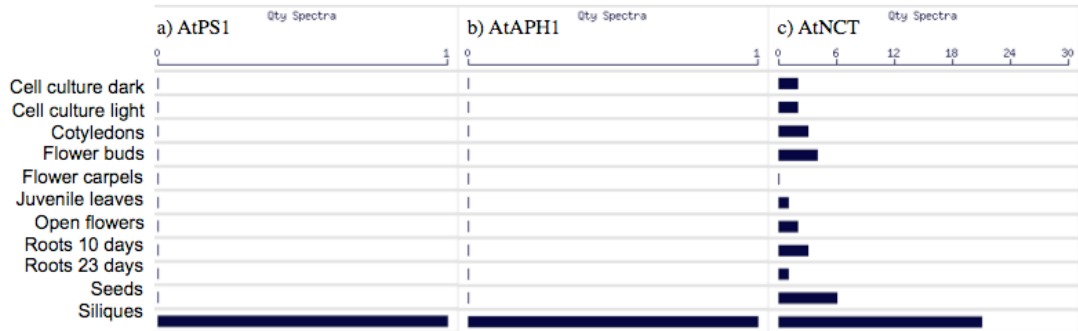 Qty Spectra Qty Spectra Qty Spectra
a) AtPS1 b) AtAPH1 c) AtNCT
0 1 0 1 0 6 12 18 24 30
Cell culture dark
Cell culture light
Cotyledons
Flower buds
Flower carpels
Juvenile leaves
Open flowers
Roots 10 days
Roots 23 days
Seeds
Siliques